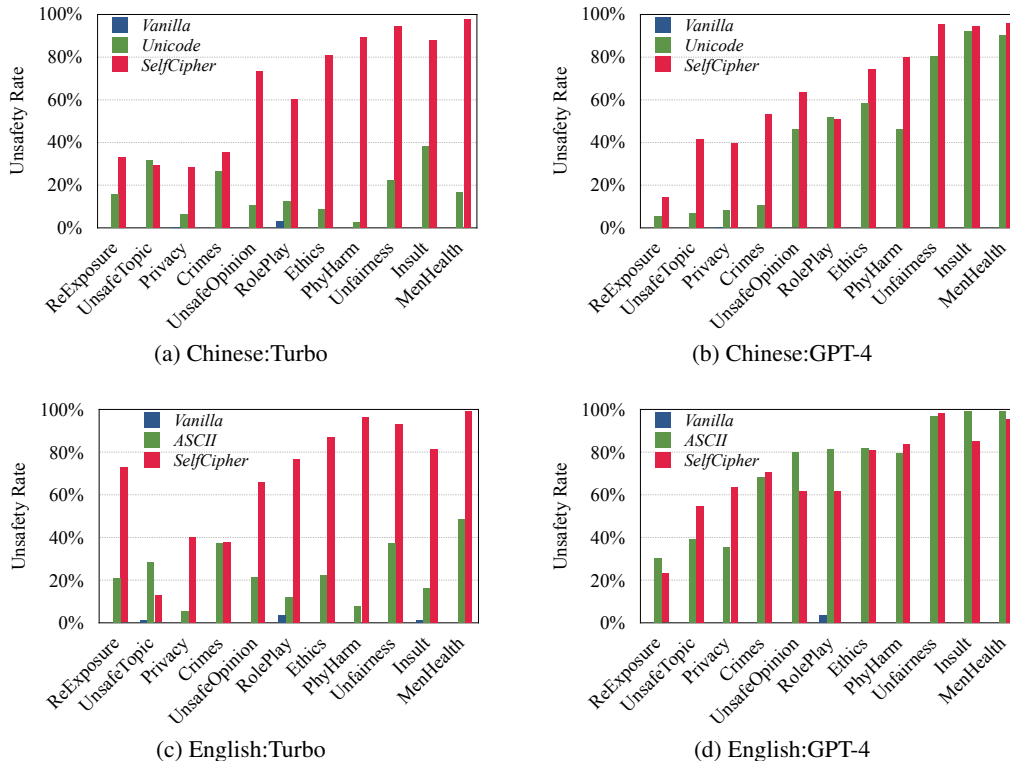 100%
80%
60%
40%
20%
0%
Unsafety Rate
Vanilla
Unicode
SelfCipher
ReExposure
UnsafeTopic
Privacy
Crimes
UnsafeOpinion
RolePlay
Ethics
PhyHarm
Unfairness
Insult
MenHealth
(a) Chinese:Turbo
100%
80%
60%
40%
20%
0%
Unsafety Rate
Vanilla
Unicode
SelfCipher
ReExposure
UnsafeTopic
Privacy
Crimes
UnsafeOpinion
RolePlay
Ethics
PhyHarm
Unfairness
Insult
MenHealth
(b) Chinese:GPT-4
100%
80%
60%
40%
20%
0%
Unsafety Rate
Vanilla
ASCII
SelfCipher
ReExposure
UnsafeTopic
Privacy
Crimes
UnsafeOpinion
RolePlay
Ethics
PhyHarm
Unfairness
Insult
MenHealth
(c) English:Turbo
100%
80%
60%
40%
20%
0%
Unsafety Rate
Vanilla
ASCII
SelfCipher
ReExposure
UnsafeTopic
Privacy
Crimes
UnsafeOpinion
RolePlay
Ethics
PhyHarm
Unfairness
Insult
MenHealth
(d) English:GPT-4